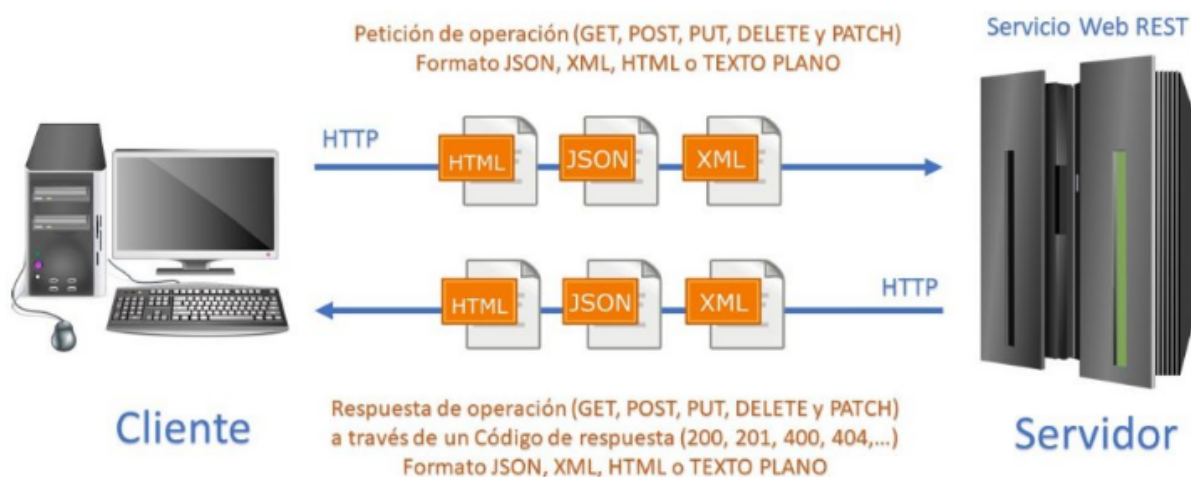 Petición de operación (GET, POST, PUT, DELETE y PATCH)
Formato JSON, XML, HTML o TEXTO PLANO
Servicio Web REST
HTTP
HTML
JSON
XML
HTML
JSON
XML
HTTP
Cliente
Respuesta de operación (GET, POST, PUT, DELETE y PATCH)
a través de un Código de respuesta (200, 201, 400, 404,...)
Formato JSON, XML, HTML o TEXTO PLANO
Servidor